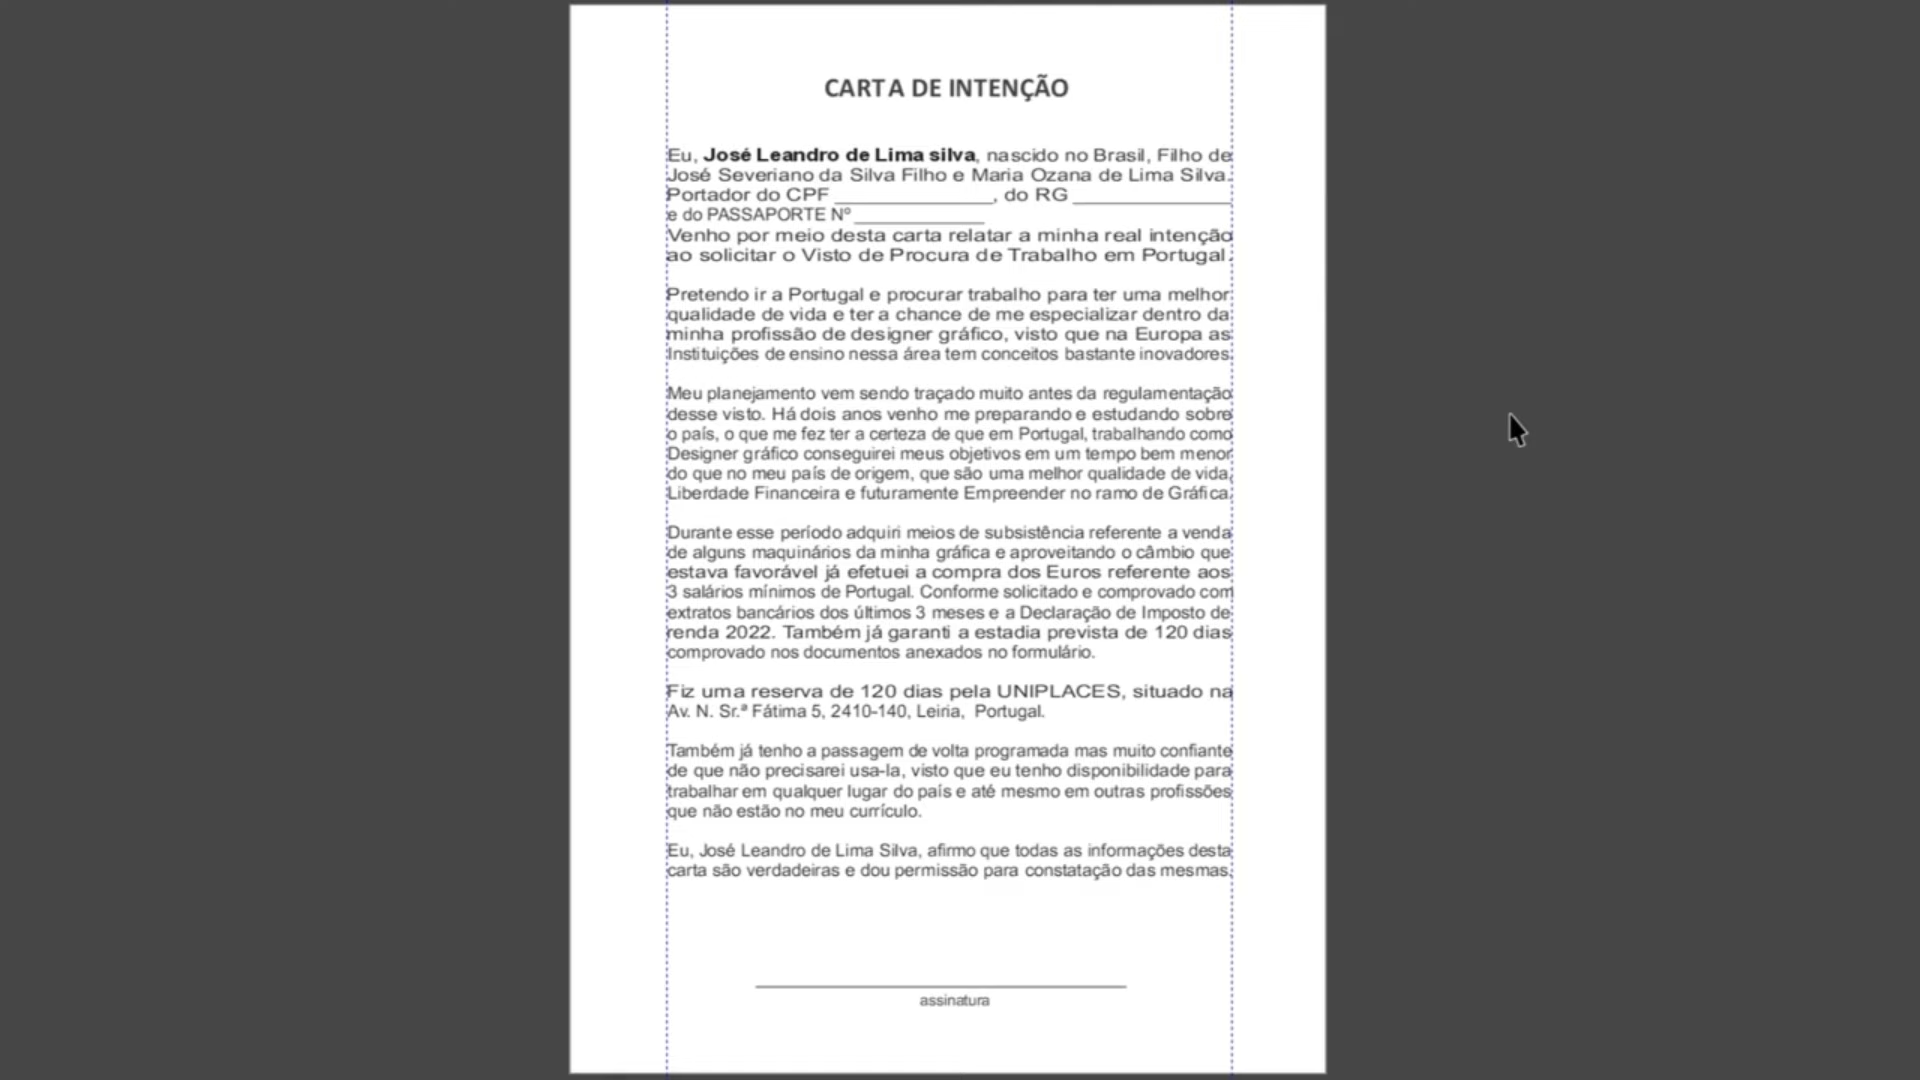 CARTA DE INTENÇÃO
Eu, José Leandro de Lima silva, nascido no Brasil, Filho de
José Severiano da Silva Filho e Maria Ozana de Lima Silva.
Portador do CPF _______________, do RG _______________
e do PASSAPORTE Nº _____________
Venho por meio desta carta relatar a minha real intenção
ao solicitar o Visto de Procura de Trabalho em Portugal.
Pretendo ir a Portugal e procurar trabalho para ter uma melhor
qualidade de vida e ter a chance de me especializar dentro da
minha profissão de designer gráfico, visto que na Europa as
Instituições de ensino nessa área tem conceitos bastante inovadores.
Meu planejamento vem sendo traçado muito antes da regulamentação
desse visto. Há dois anos venho me preparando e estudando sobre
o país, o que me fez ter a certeza de que em Portugal, trabalhando como
Designer gráfico conseguirei meus objetivos em um tempo bem menor
do que no meu país de origem, que são uma melhor qualidade de vida,
Liberdade Financeira e futuramente Empreender no ramo de Gráfica.
Durante esse período adquiri meios de subsistência referente a venda
de alguns maquinários da minha gráfica e aproveitando o câmbio que
estava favorável já efetuei a compra dos Euros referente aos
3 salários mínimos de Portugal. Conforme solicitado e comprovado com
extratos bancários dos últimos 3 meses e a Declaração de Imposto de
renda 2022. Também já garanti a estadia prevista de 120 dias
comprovado nos documentos anexados no formulário.
Fiz uma reserva de 120 dias pela UNIPLACES, situado na
Av. N. Sr.ª Fátima 5, 2410-140, Leiria, Portugal.
Também já tenho a passagem de volta programada mas muito confiante
de que não precisarei usa-la, visto que eu tenho disponibilidade para
trabalhar em qualquer lugar do país e até mesmo em outras profissões
que não estão no meu currículo.
Eu, José Leandro de Lima Silva, afirmo que todas as informações desta
carta são verdadeiras e dou permissão para constatação das mesmas.
assinatura